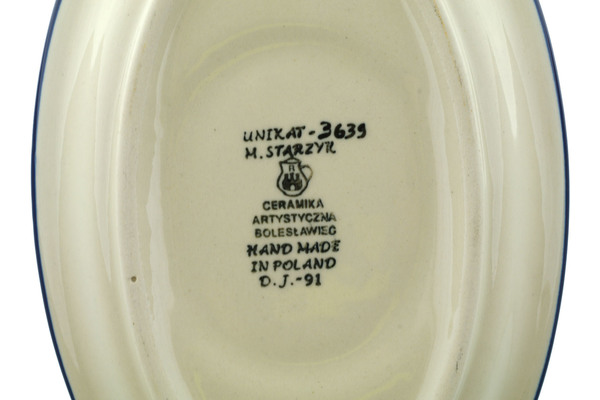 UNIKAT-3639
M. STARZYK
CERAMIKA
ARTYSTYCZNA
BOLESŁAWIEC
HAND MADE
IN POLAND
D.J.-91